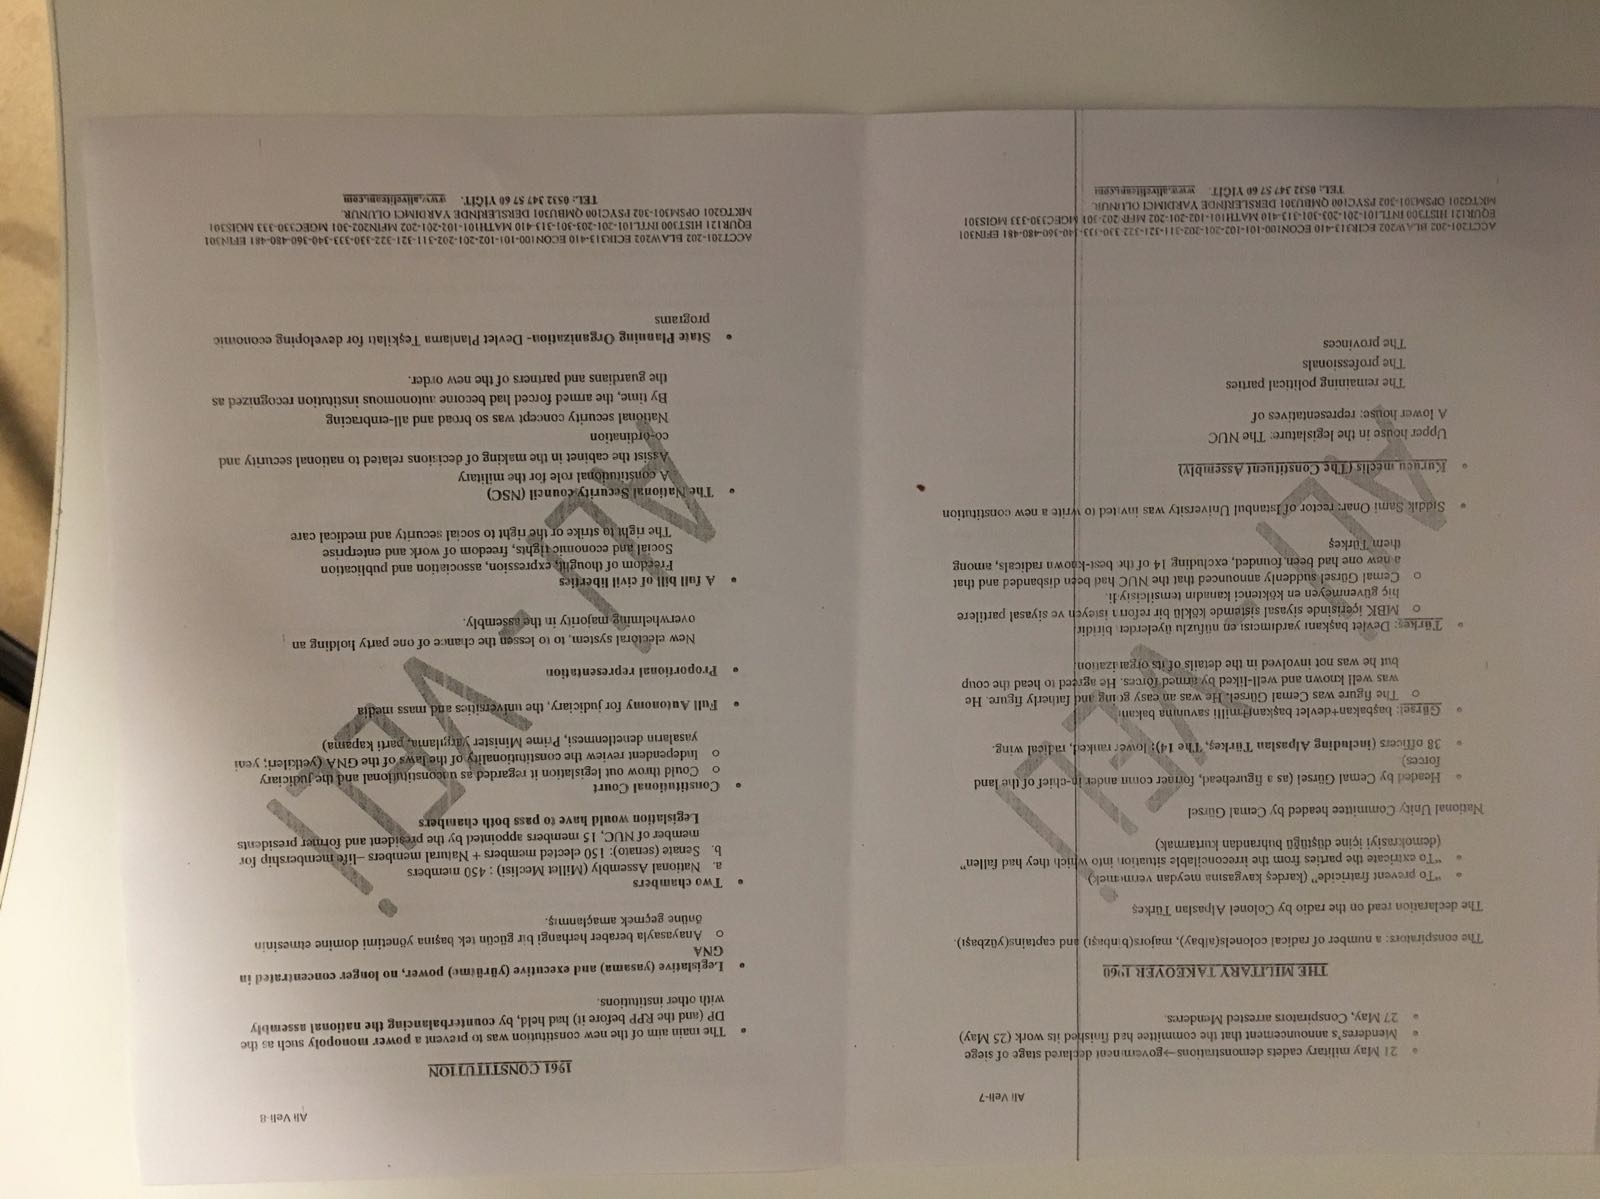 Ali Veli-7
• 21 May military cadets demonstrations→government declared stage of siege
• Menderes's announcement that the committee had finished its work (25 May)
• 27 May, Conspirators arrested Menderes.
THE MILITARY TAKEOVER 1960
The conspirators: a number of radical colonels(albay), majors(binbaşı) and captains(yüzbaşı).
The declaration read on the radio by Colonel Alpaslan Türkeş
• “To prevent fratricide” (kardeş kavgasına meydan vermemek)
• “To extricate the parties from the irreconcilable situation into which they had fallen”
(demokrasiyi içine düştüğü buhrandan kurtarmak)
National Unity Committee headed by Cemal Gürsel
• Headed by Cemal Gürsel (as a figurehead, former commander in-chief of the land
forces)
• 38 officers (including Alpaslan Türkeş, The 14): lower ranked, radical wing.
• Gürsel: başbakan+devlet başkanı+milli savunma bakanı
o The figure was Cemal Gürsel. He was an easy going and fatherly figure. He
was well known and well-liked by armed forces. He agreed to head the coup
but he was not involved in the details of its organization.
• Türkeş: Devlet başkanı yardımcısı en nüfuzlu üyelerden biridir.
o MBK içerisinde siyasal sistemde köklü bir reform isteyen ve siyasal partilere
hiç güvenmeyen en köktenci kanadın temsilcisiydi.
o Cemal Gürsel suddenly announced that the NUC had been disbanded and that
a new one had been founded, excluding 14 of the best-known radicals, among
them Türkeş
• Sıddık Sami Onar: rector of Istanbul University was invited to write a new constitution
• Kurucu meclis (The Constituent Assembly)
Upper house in the legislature: The NUC
A lower house: representatives of
The remaining political parties
The professionals
The provinces
ACCT201-202 BLAW202 ECIR313-410 ECON100-101-102-201-202-311-321-322-330-333-340-360-480-481 EFIN301
EQUR121 HIST300 INTL101-201-203-301-313-410 MATH101-102-201-202 MFIN202-301 MGEC330-333 MGIS301
MKTG201 OPSM301-302 PSYC100 QMBU301 DERSLERİNDE YARDIMCI OLUNUR.
TEL: 0532 347 57 60 YİĞİT. www.aliveliteam.com
ALİ - VELİ
Ali Veli-8
1961 CONSTITUTION
• The main aim of the new constitution was to prevent a power monopoly such as the
DP (and the RPP before it) had held, by counterbalancing the national assembly
with other institutions.
• Legislative (yasama) and executive (yürütme) power, no longer concentrated in
GNA
o Anayasayla beraber herhangi bir gücün tek başına yönetimi domine etmesinin
önüne geçmek amaçlanmış.
• Two chambers
a. National Assembly (Millet Meclisi) : 450 members
b. Senate (senato): 150 elected members + Natural members –life membership for
member of NUC, 15 members appointed by the president and former presidents
Legislation would have to pass both chambers
• Constitutional Court
o Could throw out legislation it regarded as unconstitutional and the judiciary
o Independent review the constitutionality of the laws of the GNA (yetkileri; yeni
yasaların denetlenmesi, Prime Minister yargılama, parti kapama)
• Full Autonomy for judiciary, the universities and mass media
• Proportional representation
New electoral system, to to lessen the chance of one party holding an
overwhelming majority in the assembly.
• A full bill of civil liberties
Freedom of thought, expression, association and publication
Social and economic rights, freedom of work and enterprise
The right to strike or the right to social security and medical care
• The National Security council (NSC)
A constitutional role for the military
Assist the cabinet in the making of decisions related to national security and
co-ordination
National security concept was so broad and all-embracing
By time, the armed forced had become autonomous institution recognized as
the guardians and partners of the new order.
• State Planning Organization- Devlet Planlama Teşkilatı for developing economic
programs
ACCT201-202 BLAW202 ECIR313-410 ECON100-101-102-201-202-311-321-322-330-333-340-360-480-481 EFIN301
EQUR121 HIST300 INTL101-201-203-301-313-410 MATH101-102-201-202 MFIN202-301 MGEC330-333 MGIS301
MKTG201 OPSM301-302 PSYC100 QMBU301 DERSLERİNDE YARDIMCI OLUNUR.
TEL: 0532 347 57 60 YİĞİT. www.aliveliteam.com
ALİ - VELİ